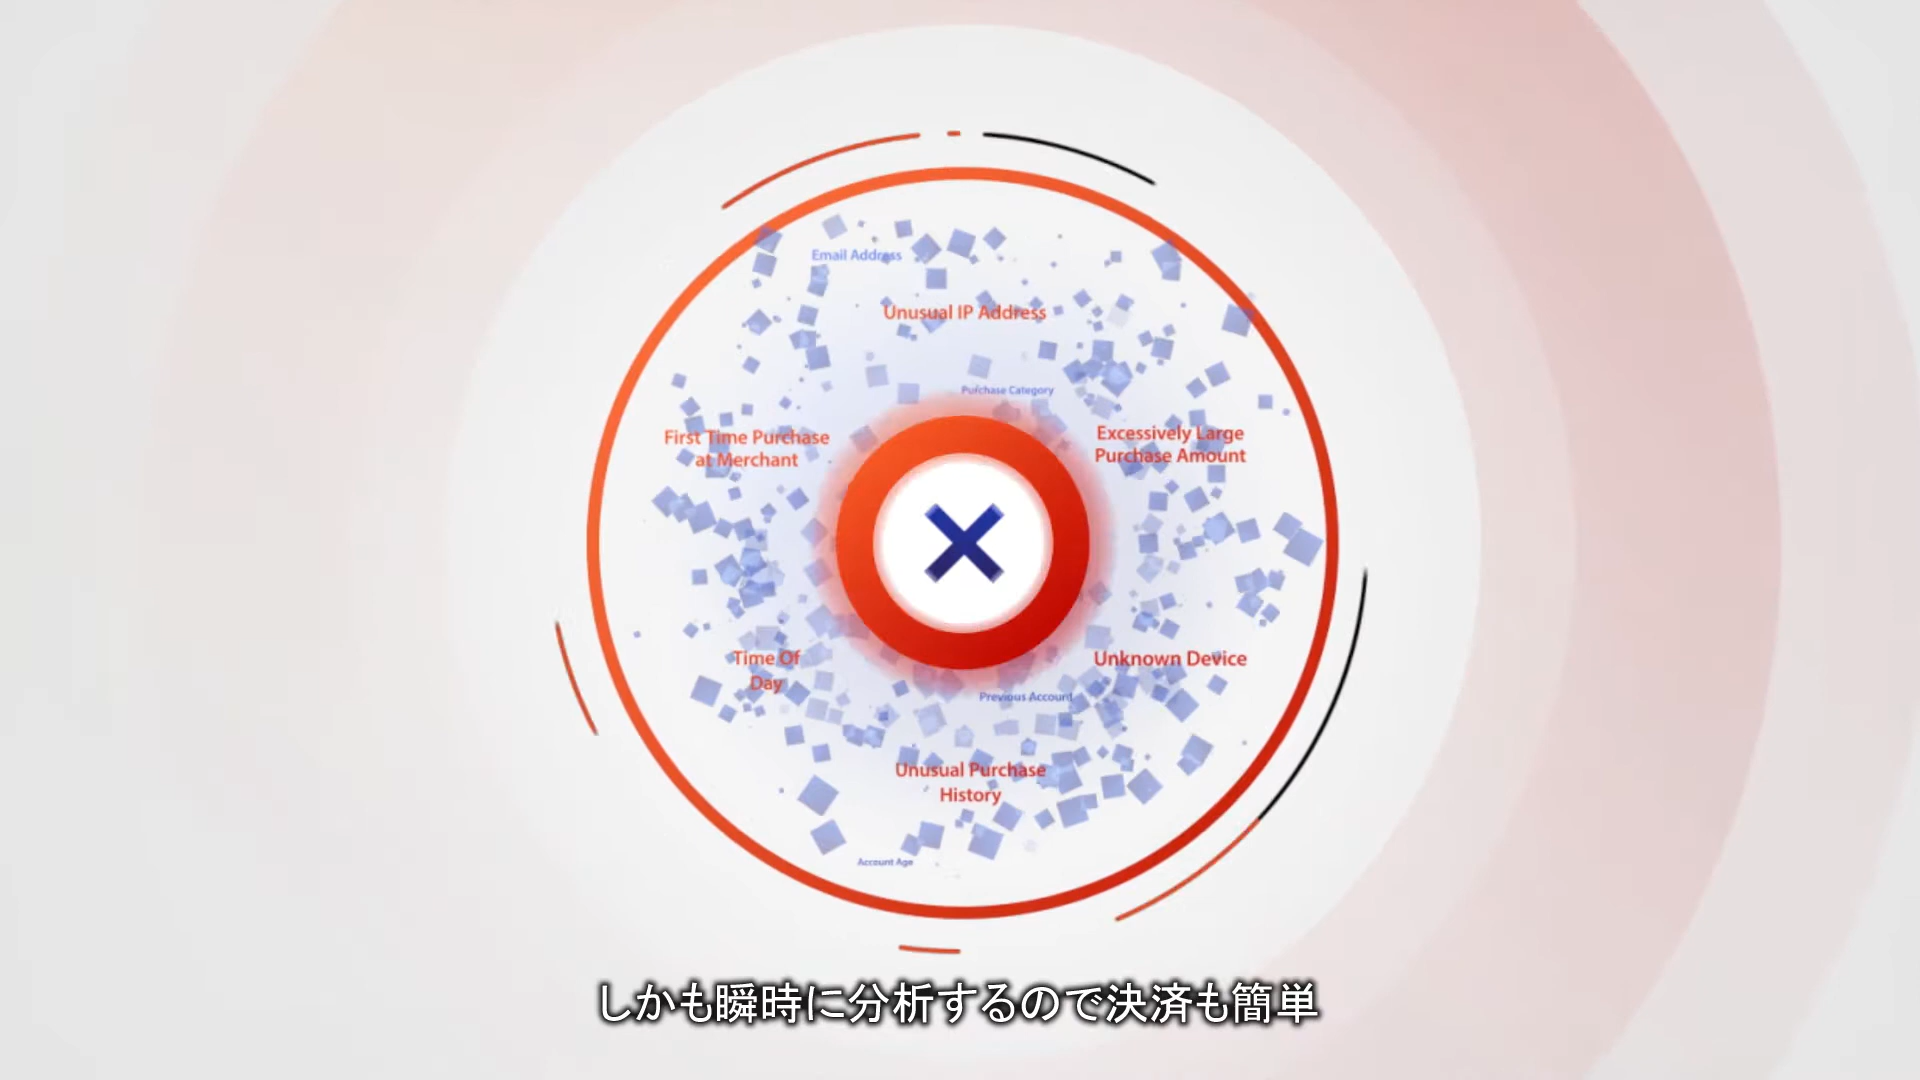 Email Address
Unusual IP Address
Purchase Category
First Time Purchase
at Merchant
Excessively Large
Purchase Amount
Time Of
Day
Unknown Device
Previous Account
Unusual Purchase
History
Account Age
しかも瞬時に分析するので決済も簡単